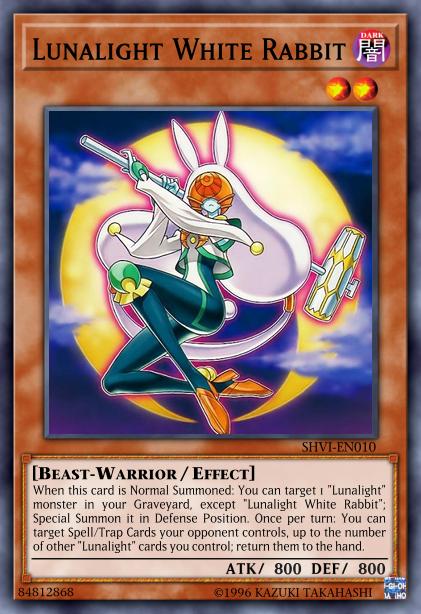 Lunalight White Rabbit
DARK
闇
SHVI-EN010
[Beast-Warrior / Effect]
When this card is Normal Summoned: You can target 1 "Lunalight"
monster in your Graveyard, except "Lunalight White Rabbit";
Special Summon it in Defense Position. Once per turn: You can
target Spell/Trap Cards your opponent controls, up to the number
of other "Lunalight" cards you control; return them to the hand.
ATK/ 800 DEF/ 800
84812868
©1996 KAZUKI TAKAHASHI